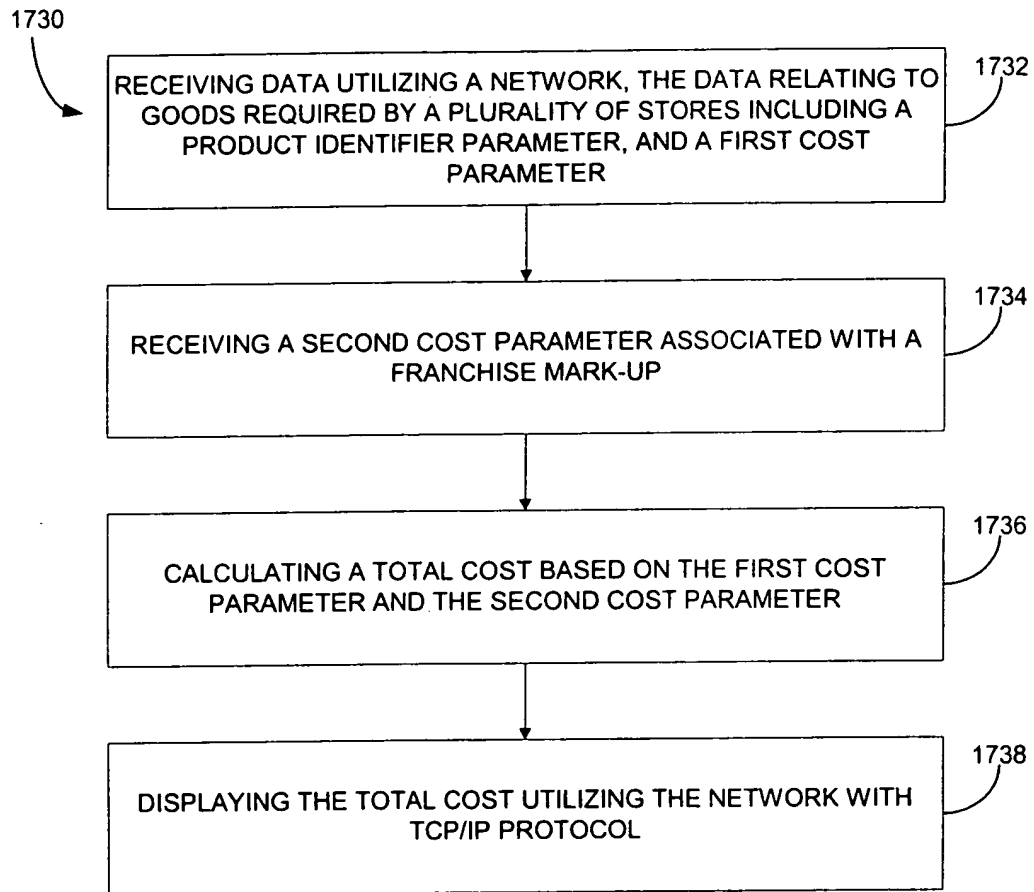 1730
RECEIVING DATA UTILIZING A NETWORK, THE DATA RELATING TO
GOODS REQUIRED BY A PLURALITY OF STORES INCLUDING A
PRODUCT IDENTIFIER PARAMETER, AND A FIRST COST
PARAMETER
1732
RECEIVING A SECOND COST PARAMETER ASSOCIATED WITH A
FRANCHISE MARK-UP
1734
CALCULATING A TOTAL COST BASED ON THE FIRST COST
PARAMETER AND THE SECOND COST PARAMETER
1736
DISPLAYING THE TOTAL COST UTILIZING THE NETWORK WITH
TCP/IP PROTOCOL
1738